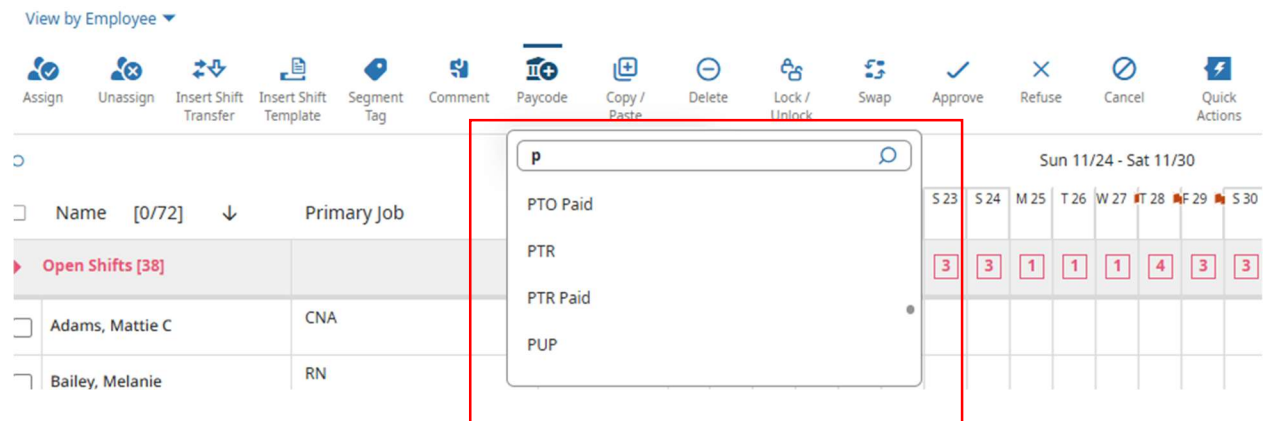 View by Employee
Assign Unassign Insert Shift Transfer Insert Shift Template Segment Tag Comment Paycode Copy / Paste Delete Lock / Unlock Swap Approve Refuse Cancel Quick Actions
p
Sun 11/24 - Sat 11/30
Name [0/72] Primary Job
S 23 S 24 M 25 T 26 W 27 T 28 F 29 S 30
PTO Paid
PTR
Open Shifts [38]
3 3 1 1 1 4 3 3
PTR Paid
Adams, Mattie C CNA
PUP
Bailey, Melanie RN